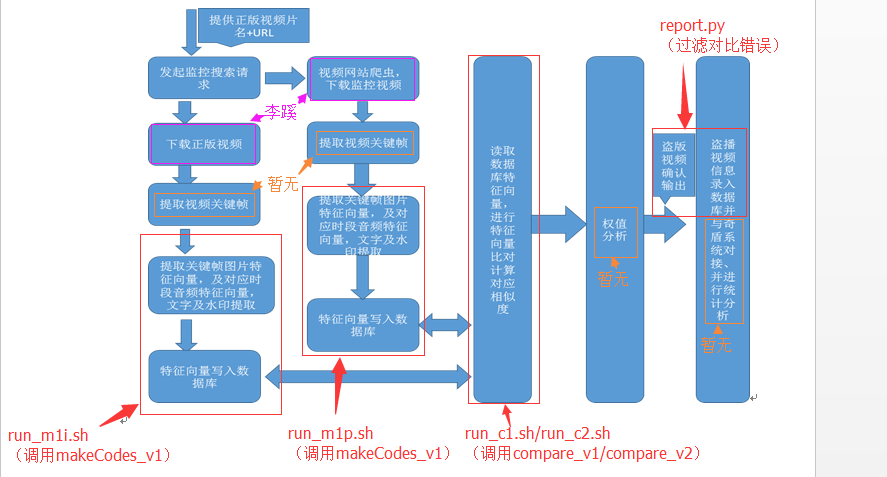 提供正版视频片
名+URL
发起监控搜索请
求
视频网站爬虫，
下载监控视频
李蹊
下载正版视频
提取视频关键帧
暂无
提取视频关键帧
提取关键帧图片特
征向量，及对应时
段音频特征向量，
文字及水印提取
特征向量写入数
据库
提取关键帧图片
特征向量，及对
应时段音频特征
向量，文字及水
印提取
特征向量写入数
据库
读取
数据
库特
征向
量，
进行
特征
向量
比对
计算
对应
相似
度
权值
分析
暂无
report.py
（过滤对比错误）
盗版
视频
确认
输出
盗播
视频
信息
录入
数据
库并
与奇
盾系
统对
接、
并进
行统
计分
析
暂无
run_m1i.sh
（调用makeCodes_v1）
run_m1p.sh
（调用makeCodes_v1）
run_c1.sh/run_c2.sh
（调用compare_v1/compare_v2）